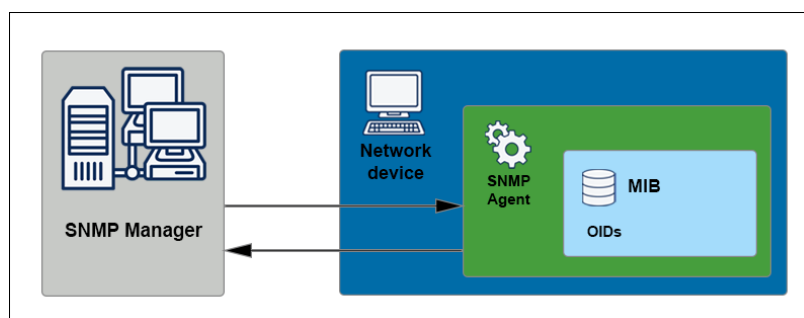 SNMP Manager
Network
device
SNMP
Agent
MIB
OIDs